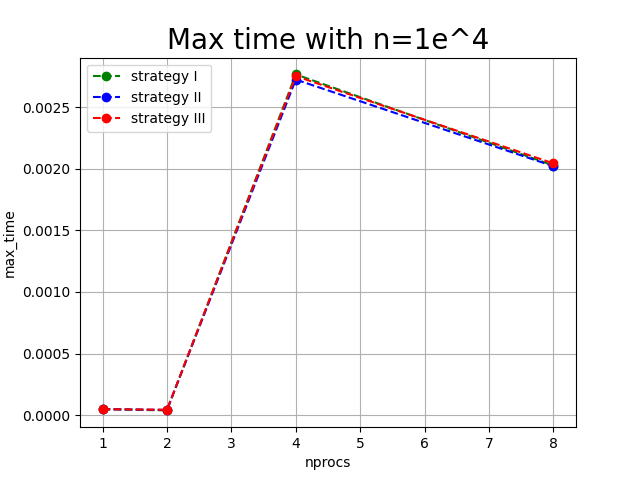 Max time with n=1e^4
strategy I
strategy II
strategy III
0.0025
0.0020
0.0015
0.0010
0.0005
0.0000
max_time
1 2 3 4 5 6 7 8
nprocs